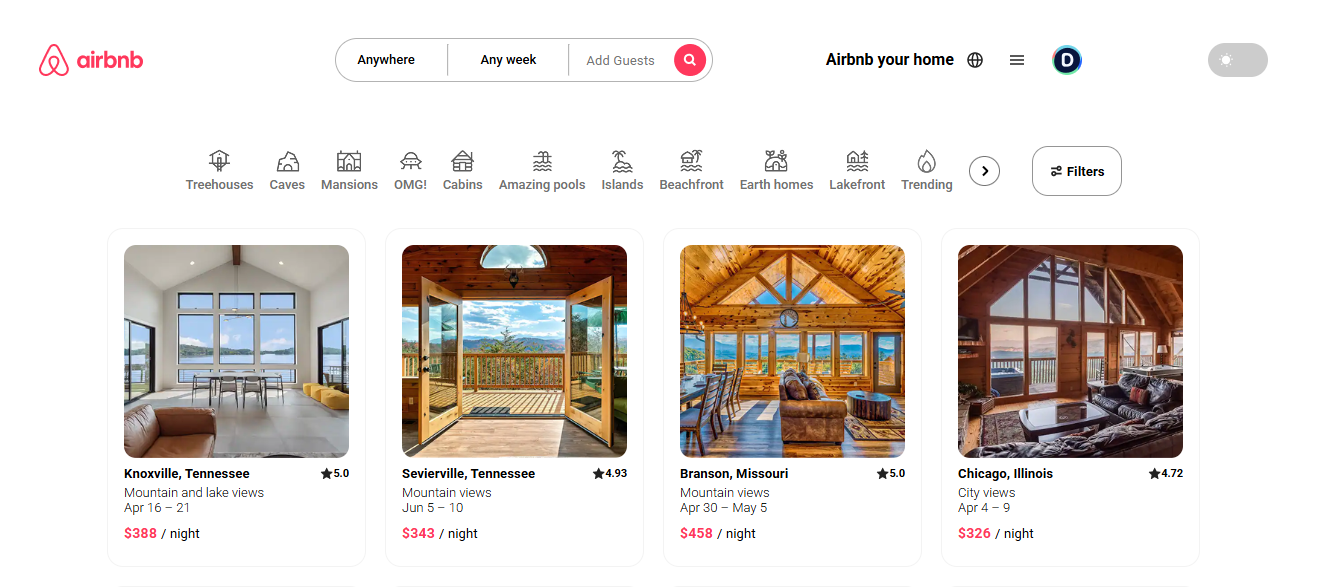 airbnb
Anywhere
Any week
Add Guests
Airbnb your home
D
Treehouses
Caves
Mansions
OMG!
Cabins
Amazing pools
Islands
Beachfront
Earth homes
Lakefront
Trending
Filters
Knoxville, Tennessee 5.0
Mountain and lake views
Apr 16 – 21
$388 / night
Sevierville, Tennessee 4.93
Mountain views
Jun 5 – 10
$343 / night
Branson, Missouri 5.0
Mountain views
Apr 30 – May 5
$458 / night
Chicago, Illinois 4.72
City views
Apr 4 – 9
$326 / night